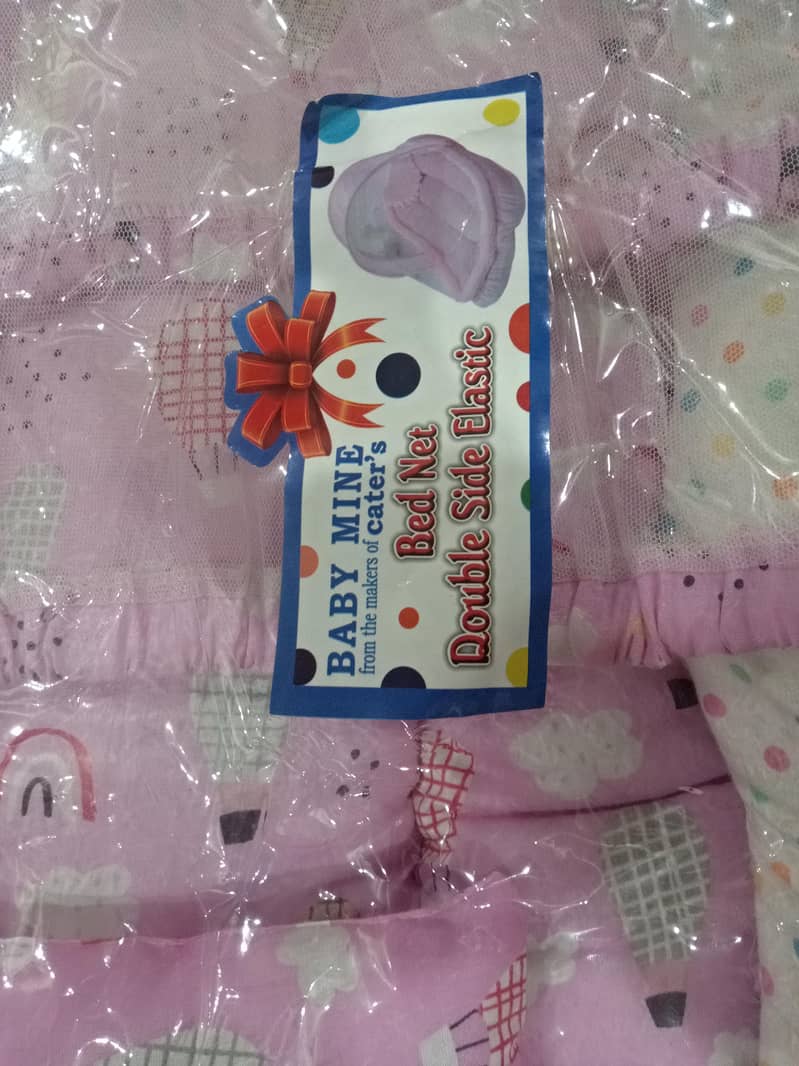 BABY MINE
from the makers of cater's
Bed Net
Double Side Elastic